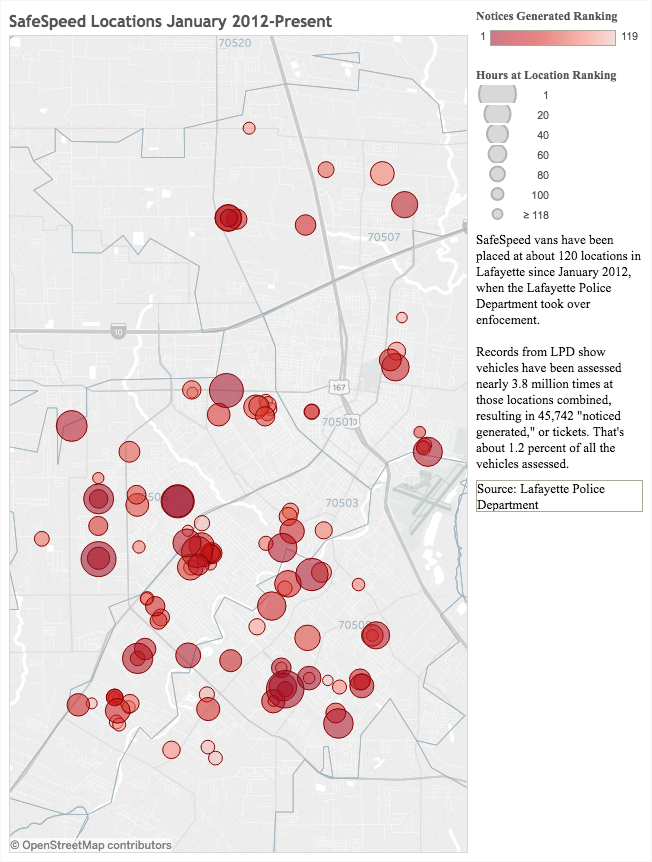 SafeSpeed Locations January 2012-Present
Notices Generated Ranking
1 119
Hours at Location Ranking
1
20
40
60
80
100
≥ 118
SafeSpeed vans have been
placed at about 120 locations in
Lafayette since January 2012,
when the Lafayette Police
Department took over
enfocement.
Records from LPD show
vehicles have been assessed
nearly 3.8 million times at
those locations combined,
resulting in 45,742 "noticed
generated," or tickets. That's
about 1.2 percent of all the
vehicles assessed.
Source: Lafayette Police
Department
70520
70507
10
167
70501
70503
© OpenStreetMap contributors